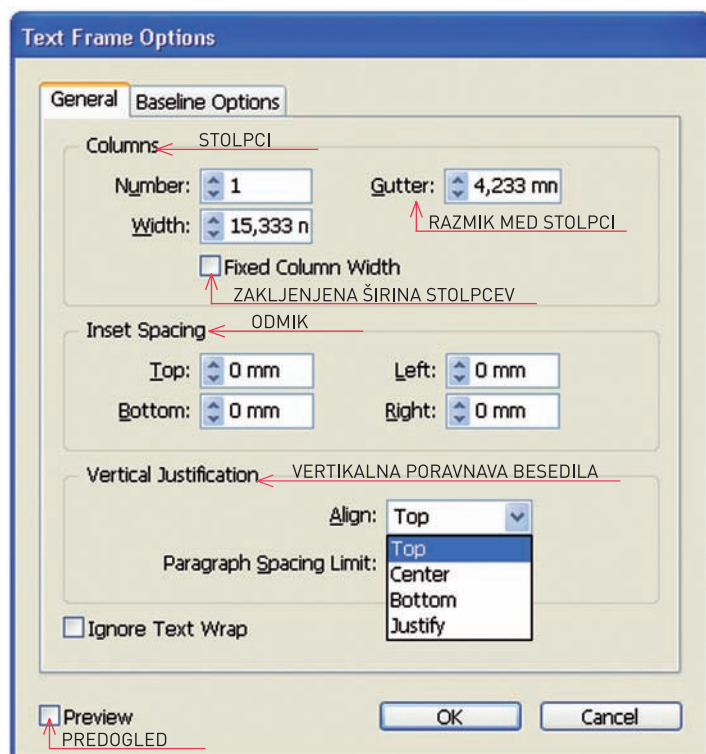 Text Frame Options
General Baseline Options
Columns STOLPCI
Number: 1 Gutter: 4,233 mn
Width: 15,333 n RAZMIK MED STOLPCI
Fixed Column Width
ZAKLJENJENA ŠIRINA STOLPCEV
Inset Spacing ODMIK
Top: 0 mm Left: 0 mm
Bottom: 0 mm Right: 0 mm
Vertical Justification VERTIKALNA PORAVNAVA BESEDILA
Align: Top
Paragraph Spacing Limit: Top
Center
Bottom
Justify
Ignore Text Wrap
Preview OK Cancel
PREDOGLED